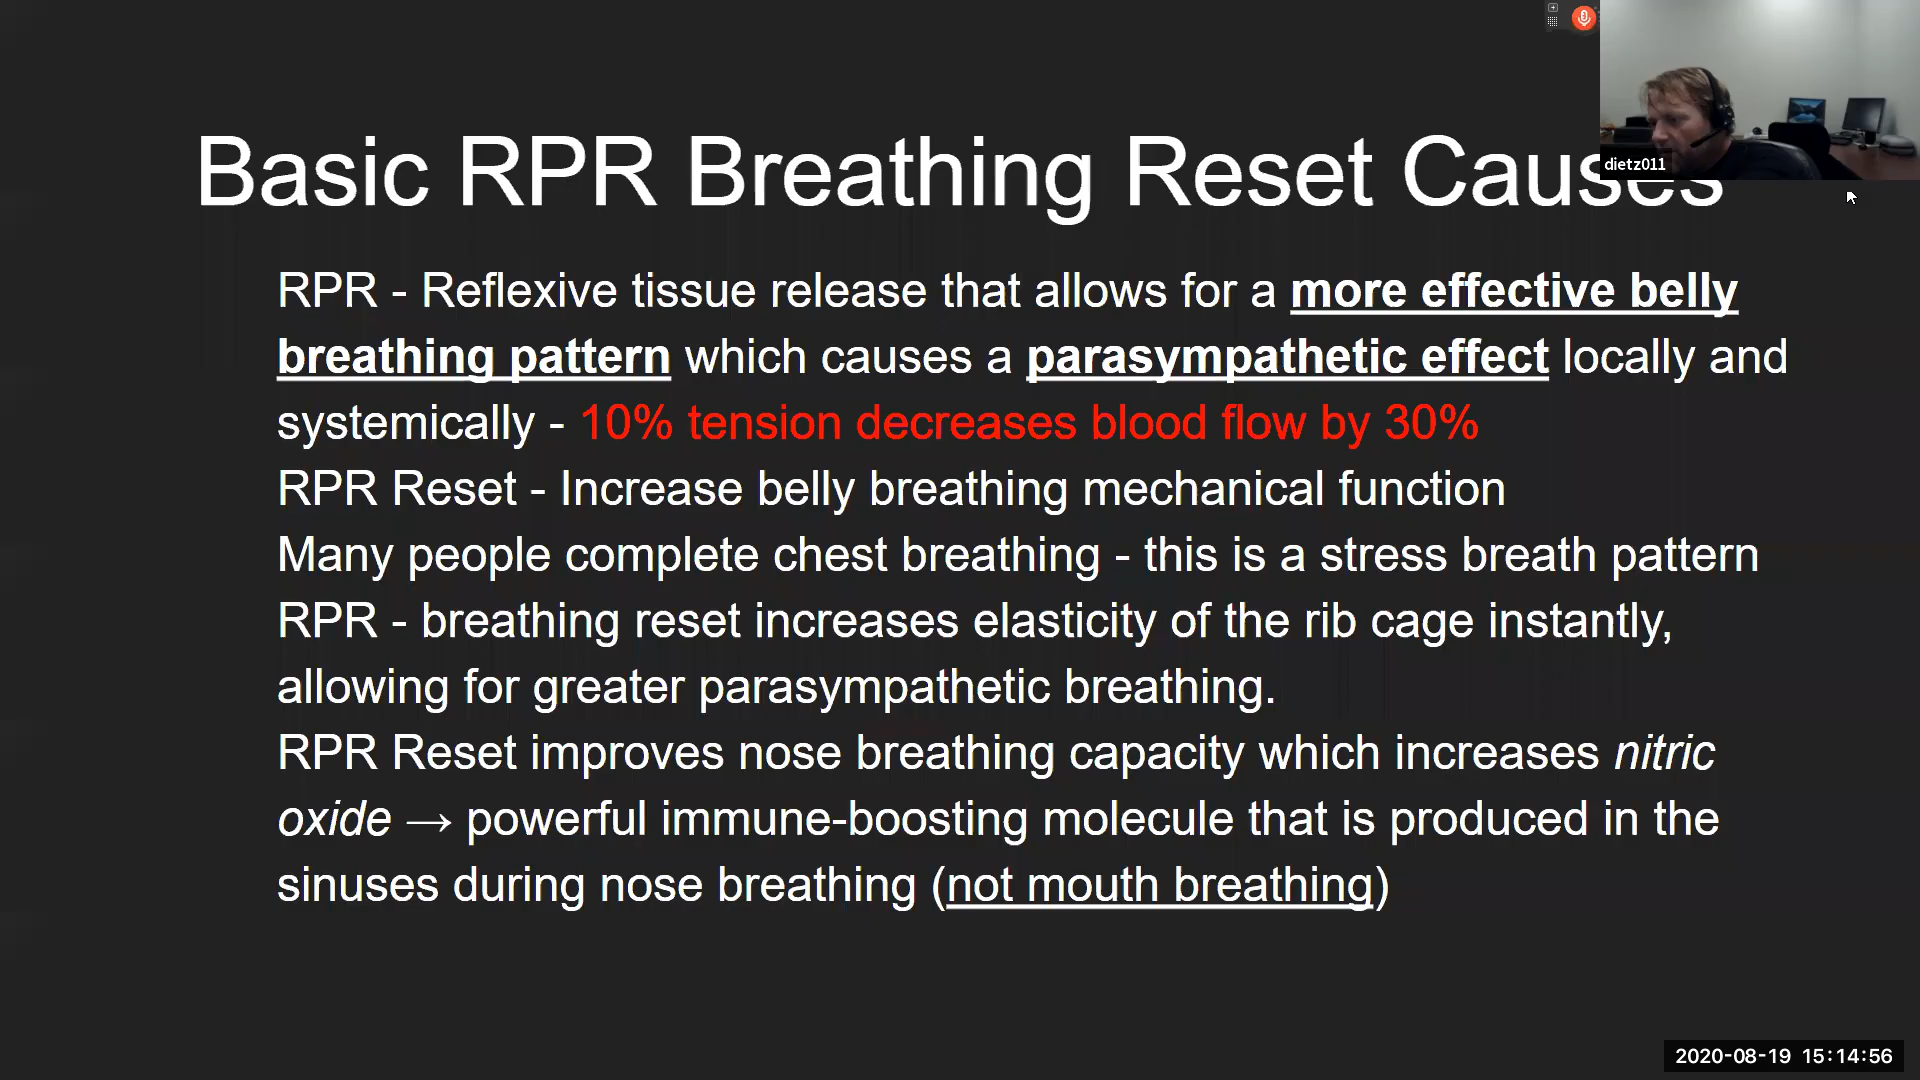 dietz011
Basic RPR Breathing Reset Causes
RPR - Reflexive tissue release that allows for a more effective belly
breathing pattern which causes a parasympathetic effect locally and
systemically - 10% tension decreases blood flow by 30%
RPR Reset - Increase belly breathing mechanical function
Many people complete chest breathing - this is a stress breath pattern
RPR - breathing reset increases elasticity of the rib cage instantly,
allowing for greater parasympathetic breathing.
RPR Reset improves nose breathing capacity which increases nitric
oxide → powerful immune-boosting molecule that is produced in the
sinuses during nose breathing (not mouth breathing)
2020-08-19 15:14:56